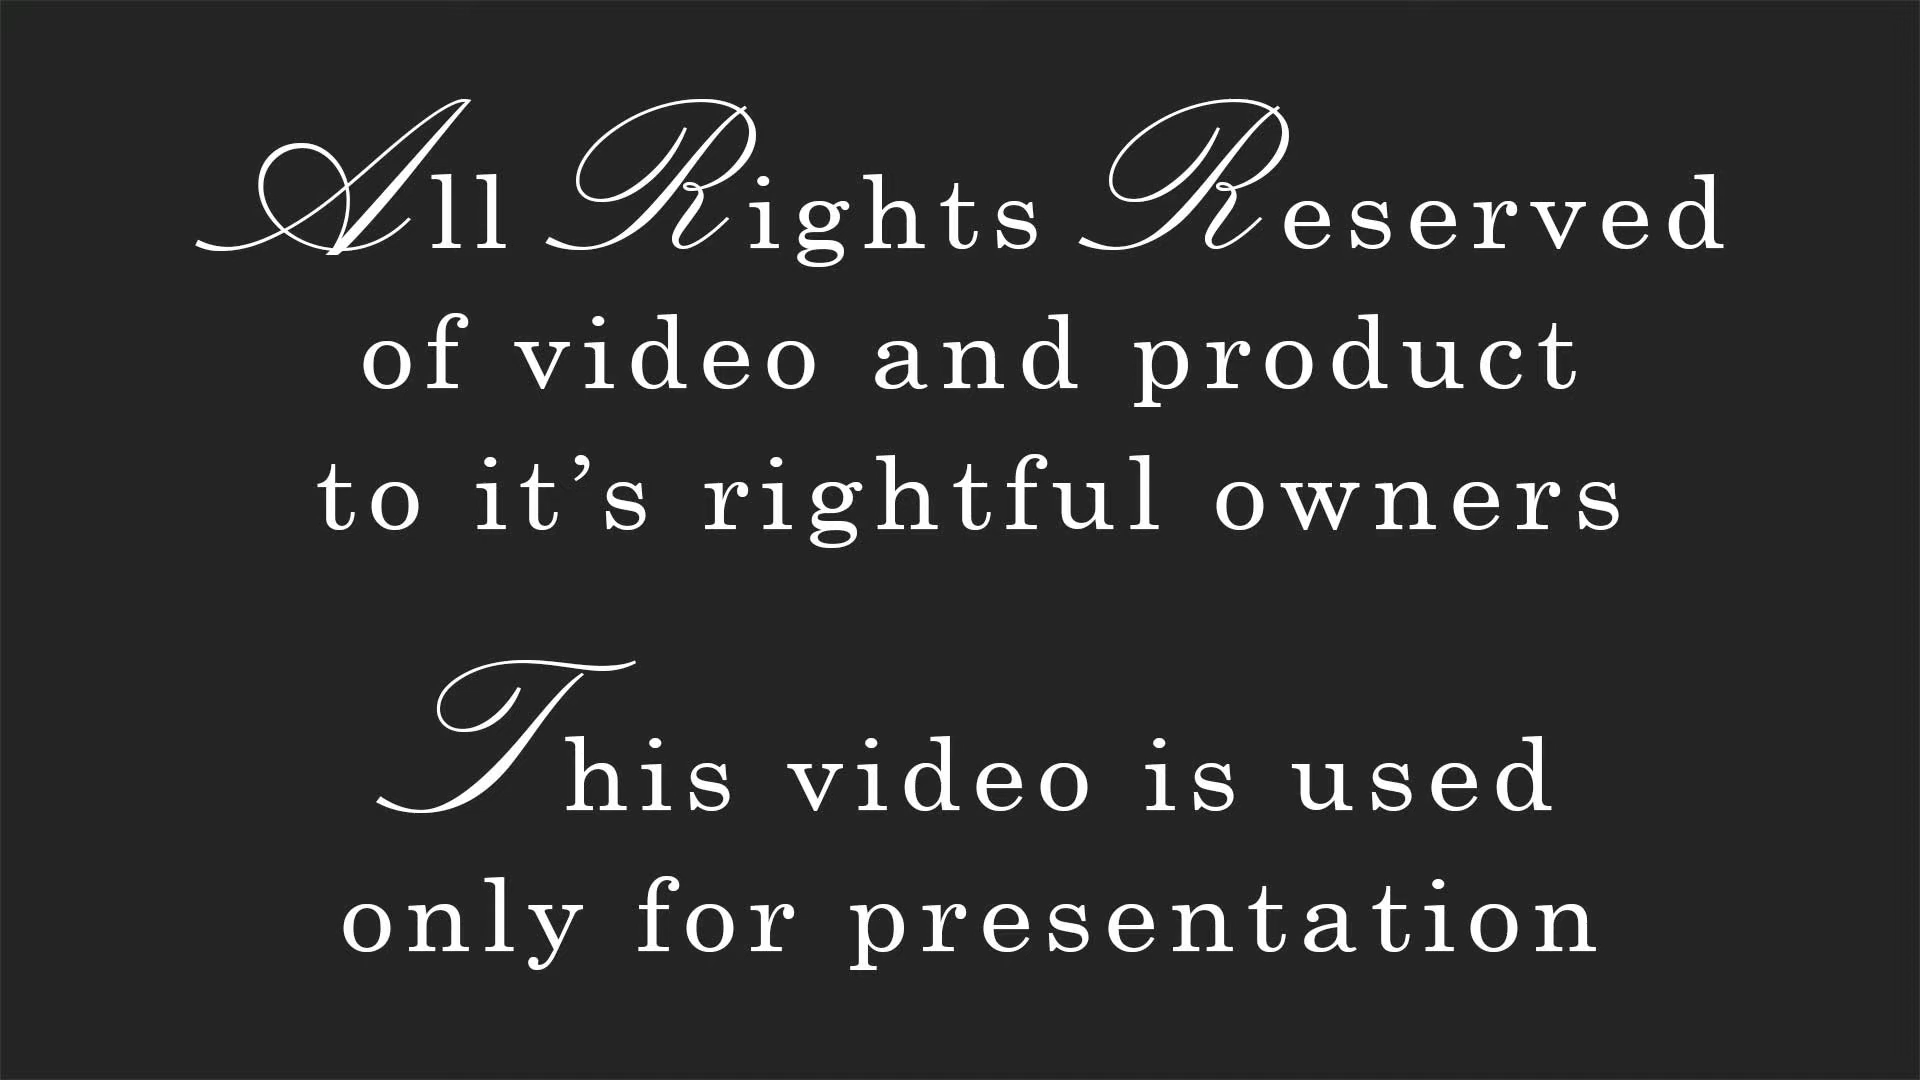 All Rights Reserved
of video and product
to it’s rightful owners
This video is used
only for presentation